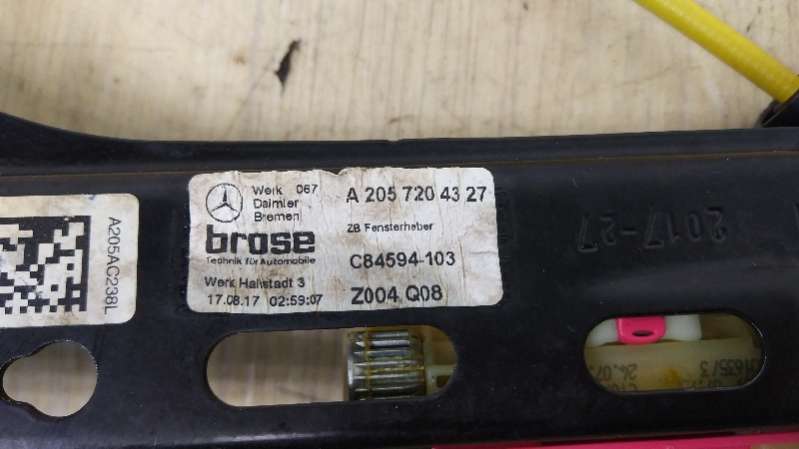 Werk 067
Daimler
Bremen
A 205 720 43 27
ZB Fensterheber
brose
Technik für Automobile
C84594-103
Werk Hallstadt 3
17.08.17 02:59:07
Z004 Q08
A205AC238L
2017-27